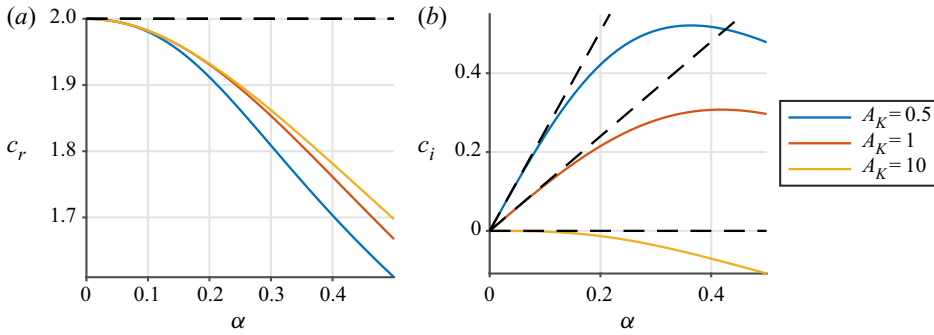 (a)
2.0
1.9
c_r
1.8
1.7
0
0.1
0.2
0.3
0.4
α
(b)
0.4
c_i
0.2
0
0
0.2
0.4
α
A_K = 0.5
A_K = 1
A_K = 10